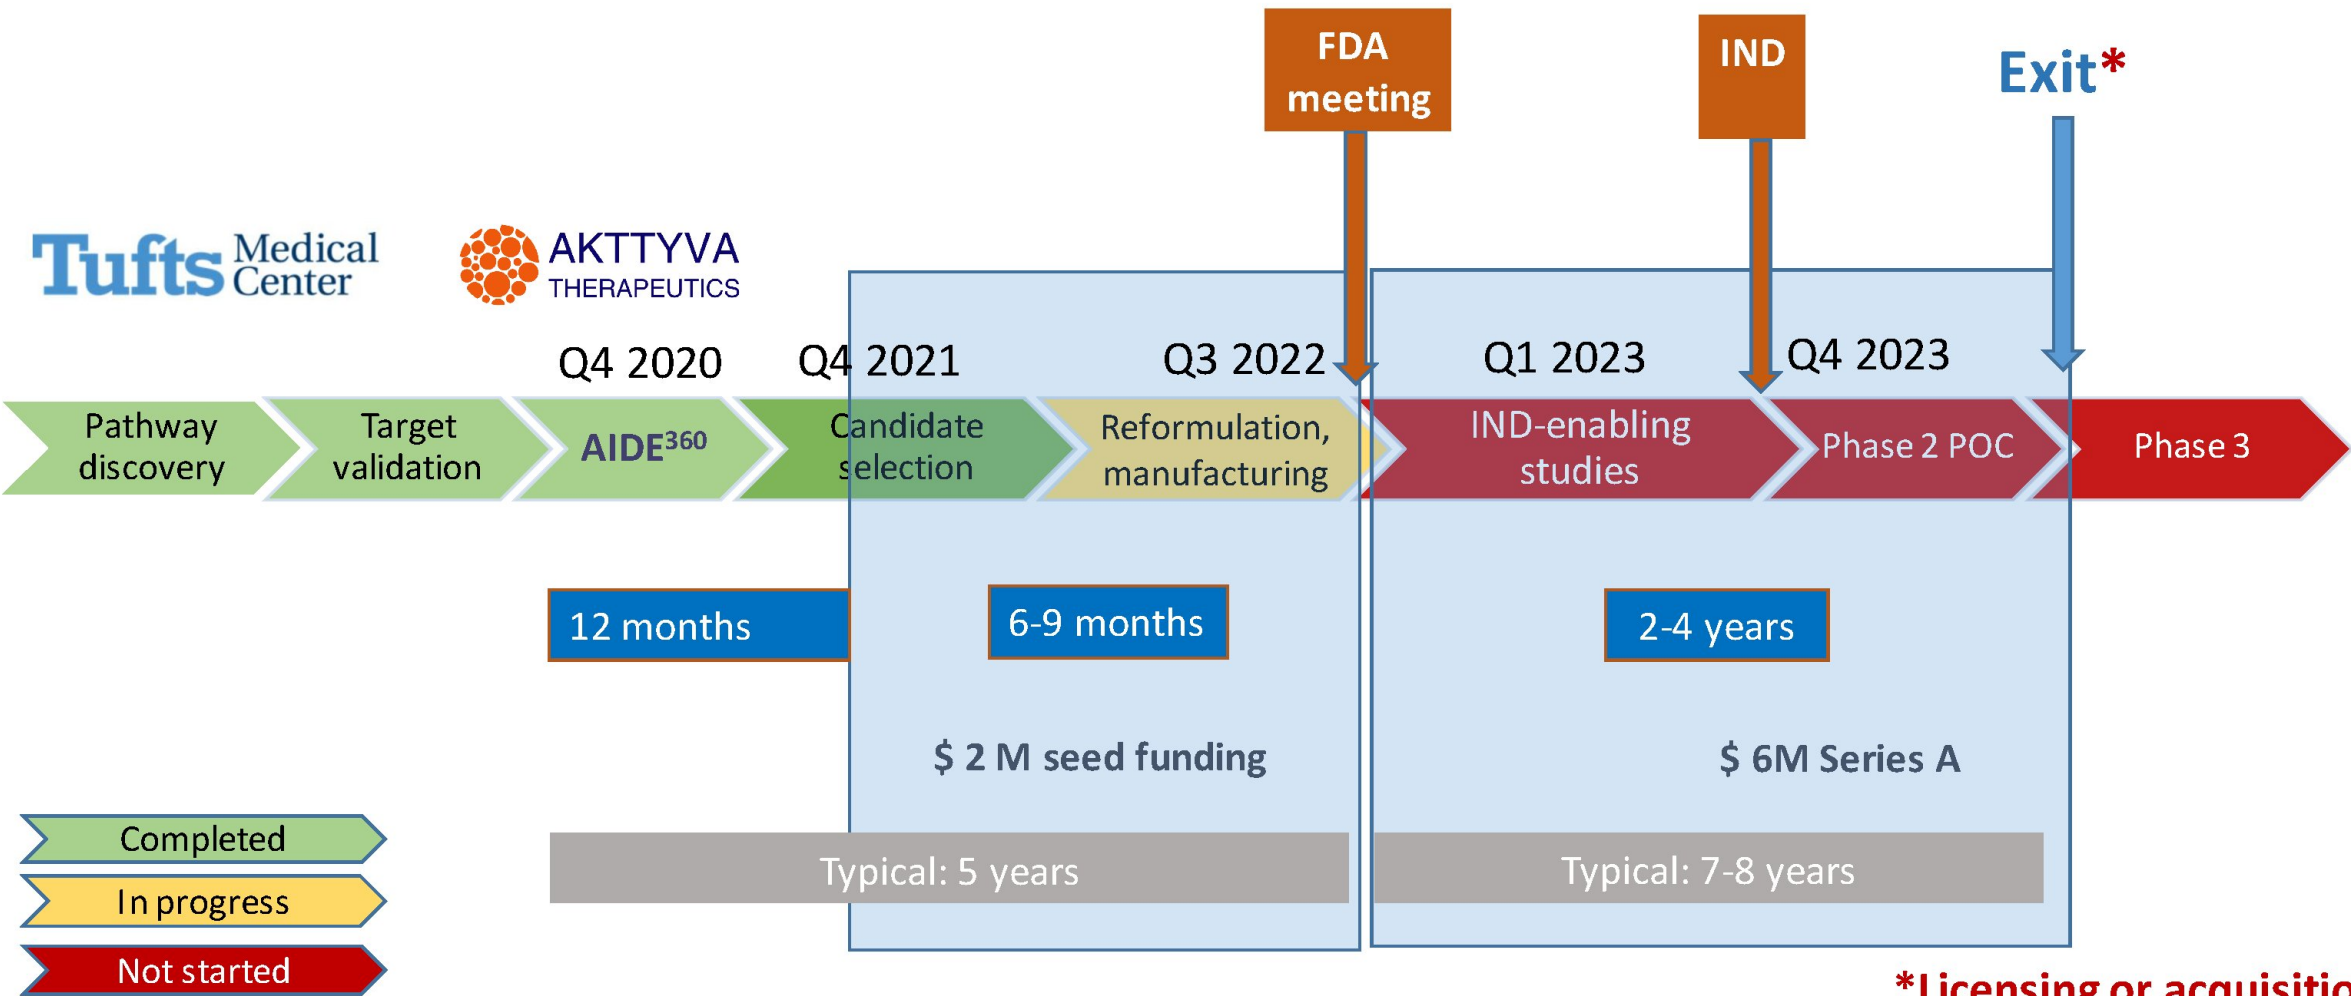 FDA
meeting
IND
Exit*
Tufts Medical
Center
AKTTYVA
THERAPEUTICS
Q4 2020
Q4 2021
Q3 2022
Q1 2023
Q4 2023
Pathway
discovery
Target
validation
AIDE³⁶⁰
Candidate
selection
Reformulation,
manufacturing
IND-enabling
studies
Phase 2 POC
Phase 3
12 months
6-9 months
2-4 years
$ 2 M seed funding
$ 6M Series A
Typical: 5 years
Typical: 7-8 years
Completed
In progress
Not started
*Licensing or acquisitio